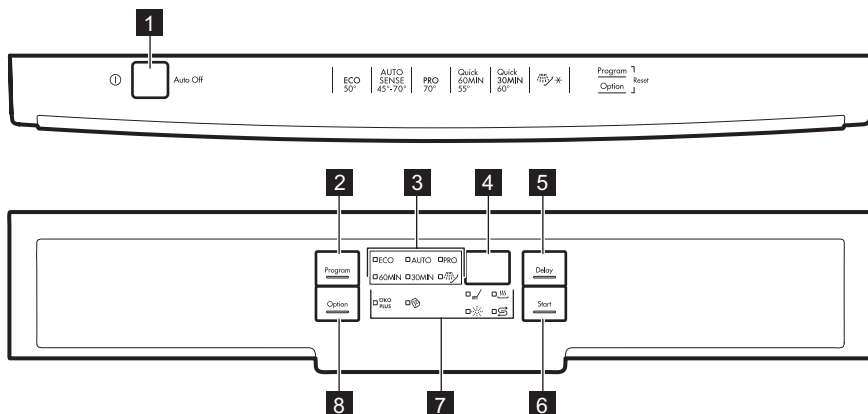 1
Auto Off
ECO
50°
AUTO
SENSE
45°-70°
PRO
70°
Quick
60MIN
55°
Quick
30MIN
60°
Program
Option
Reset
2
3
4
5
Program
ECO
AUTO
PRO
60MIN
30MIN
Delay
Option
ÖKO
PLUS
Start
8
7
6